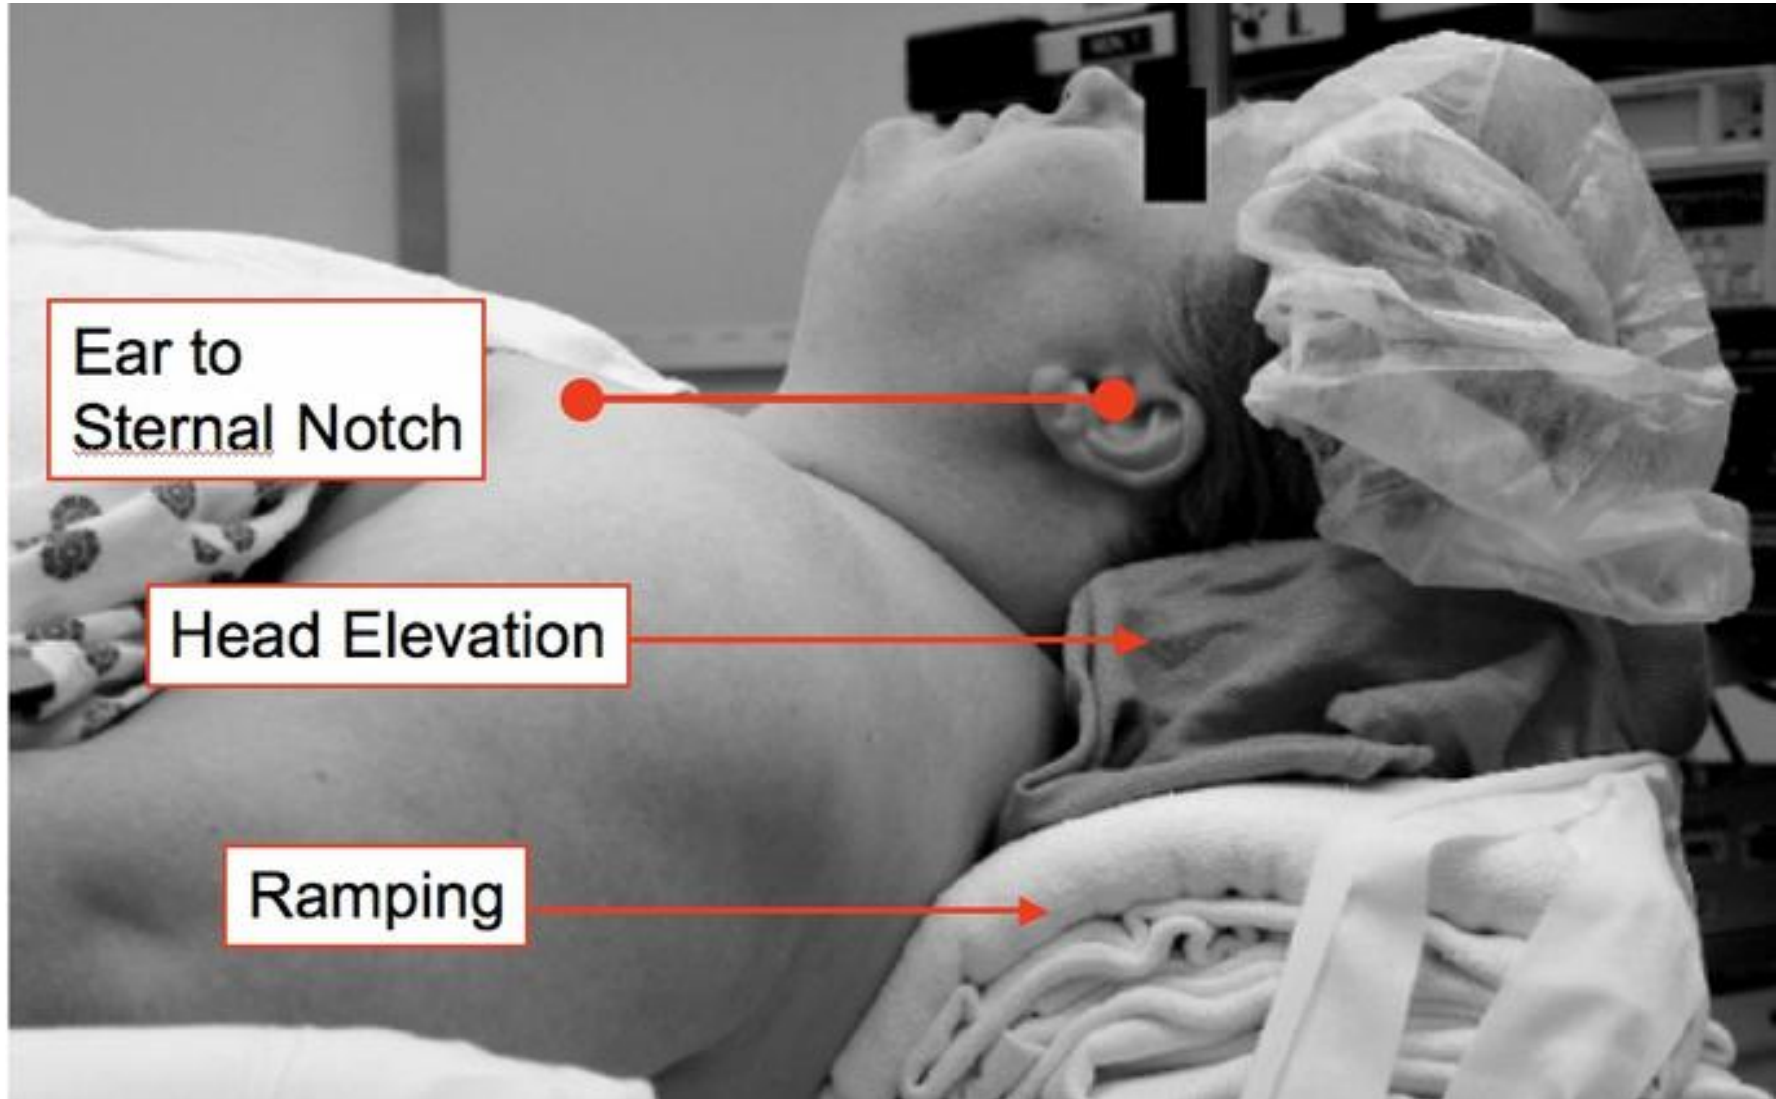 Ear to
Sternal Notch
Head Elevation
Ramping